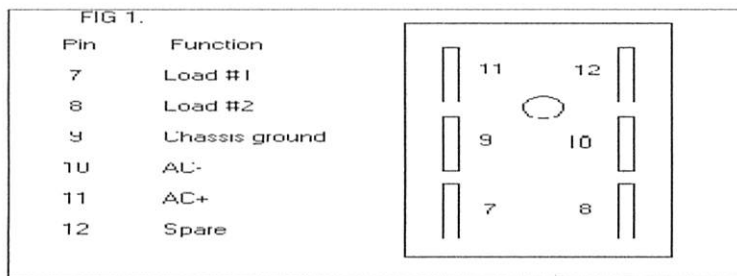 FIG 1.
Pin Function
7 Load #1
8 Load #2
9 Chassis ground
10 AC-
11 AC+
12 Spare
11 12
9 10
7 8